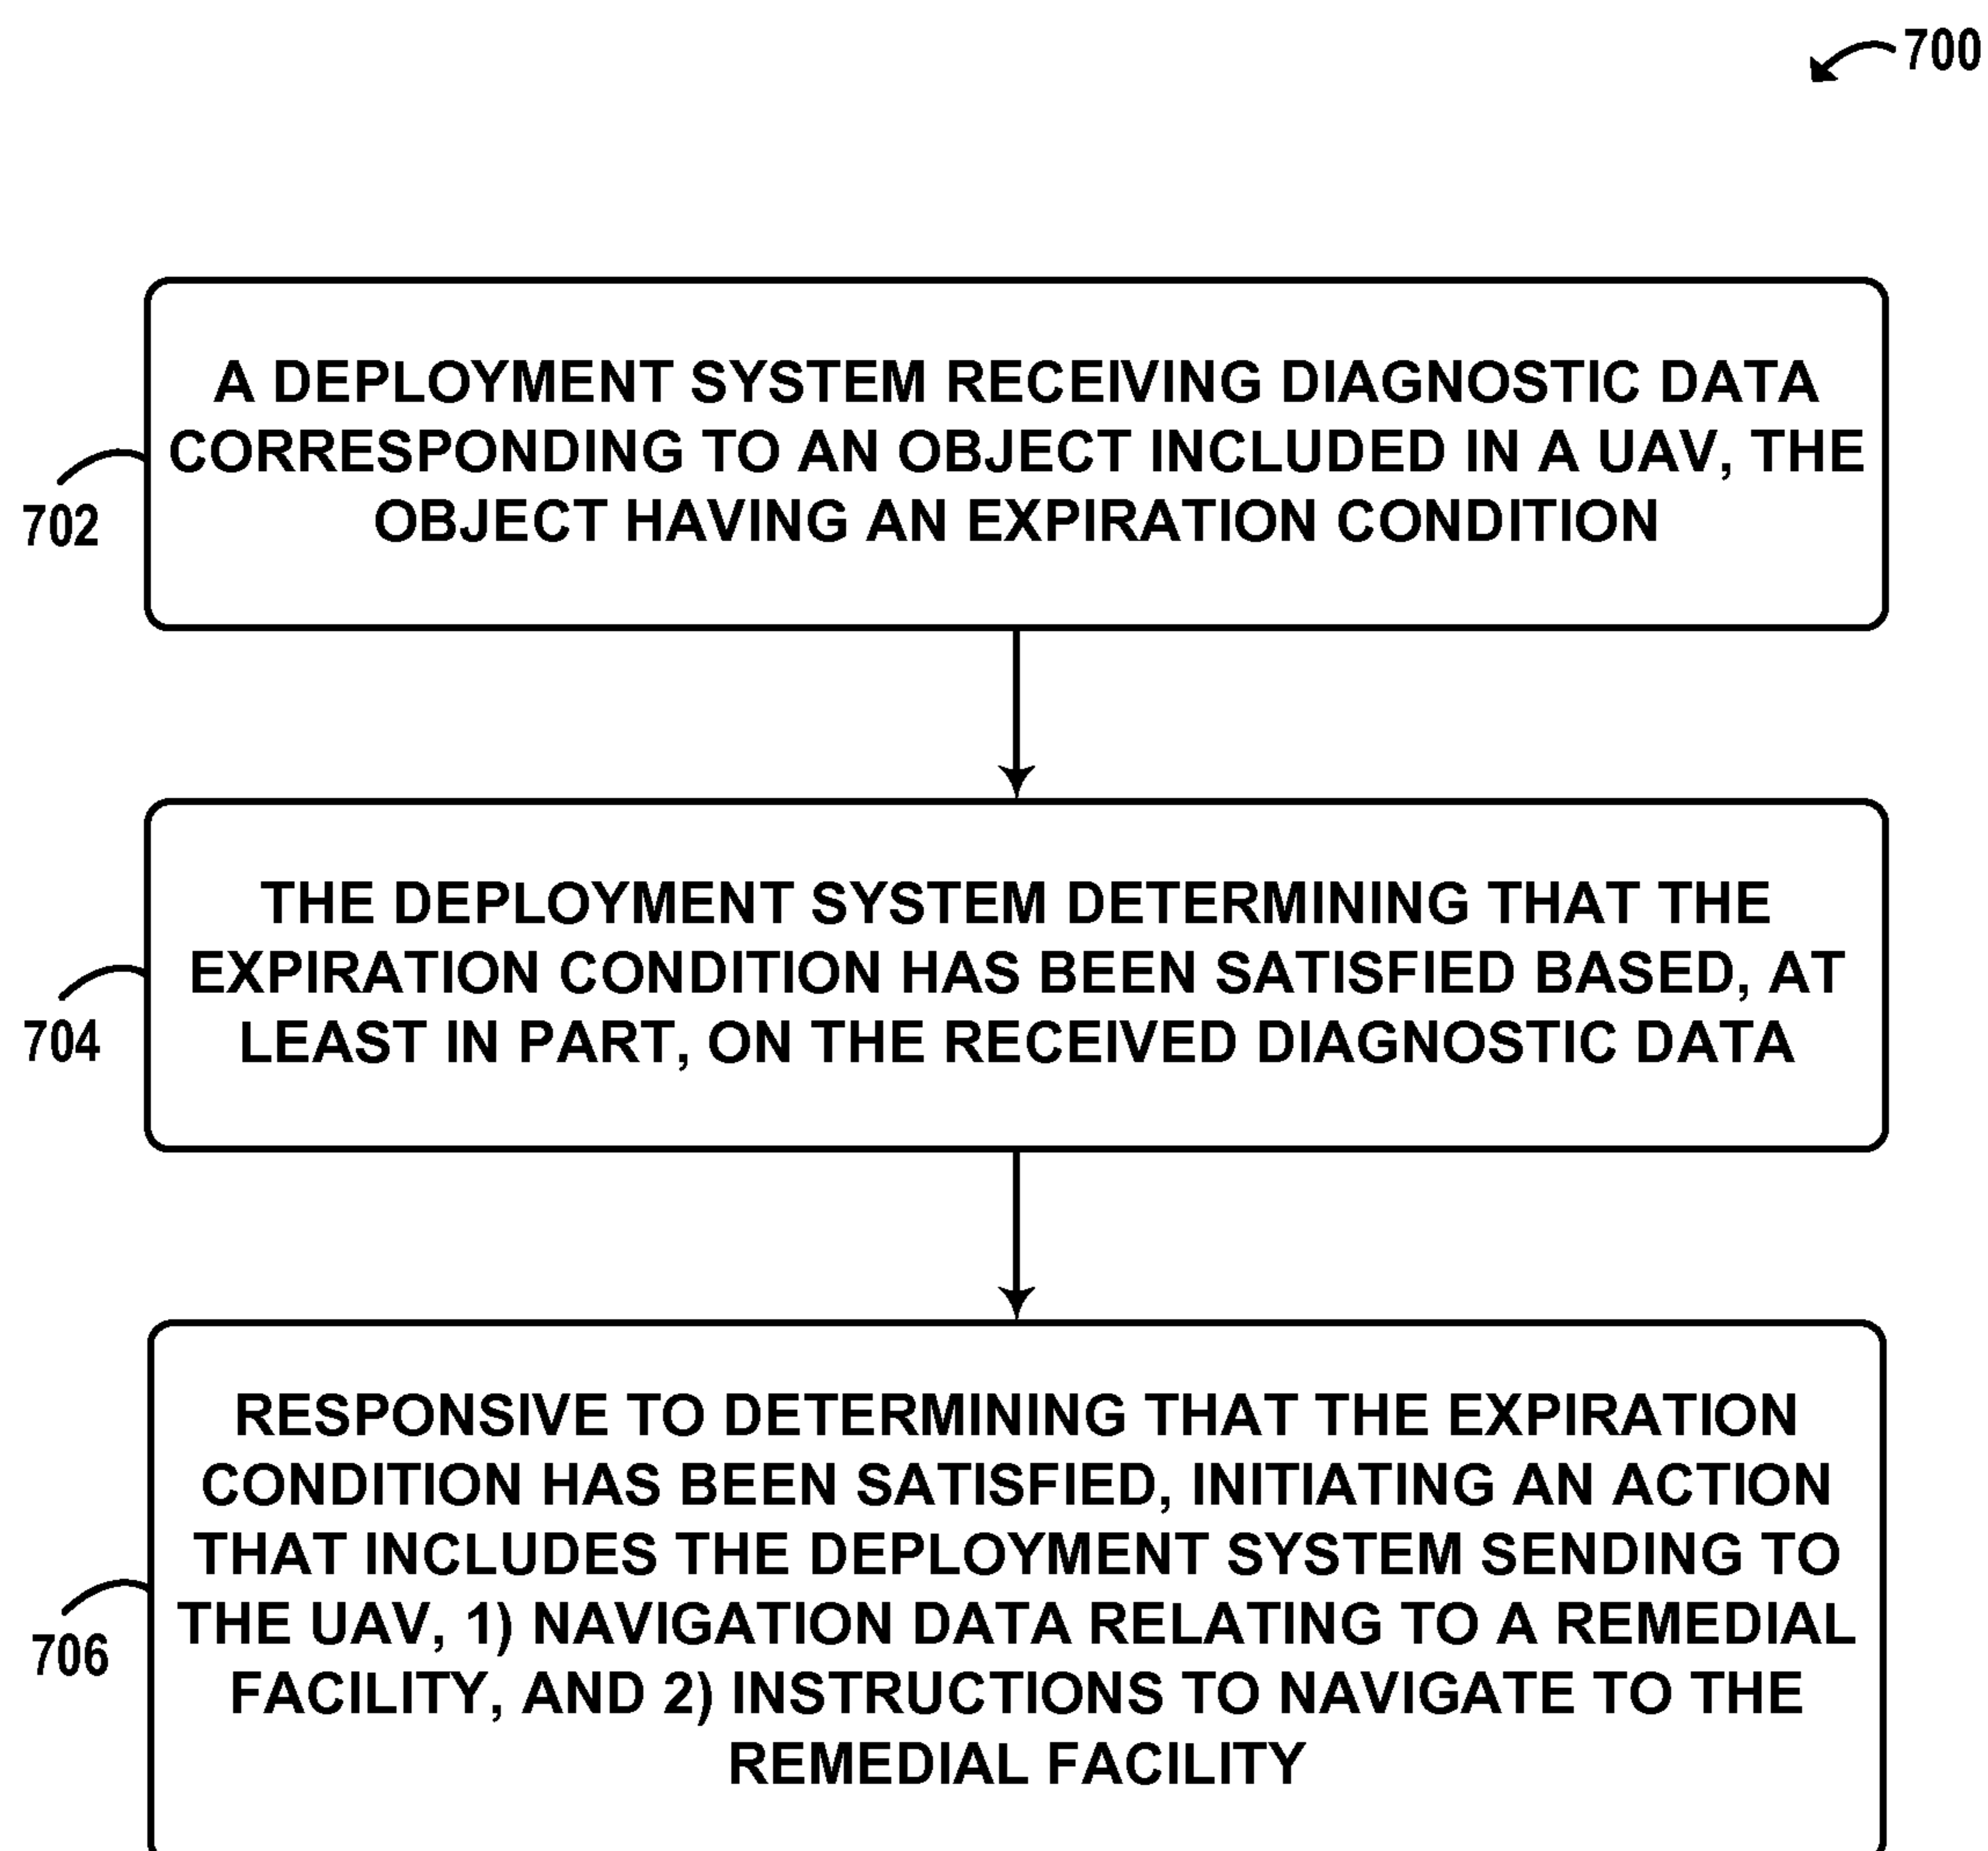 700
A DEPLOYMENT SYSTEM RECEIVING DIAGNOSTIC DATA
CORRESPONDING TO AN OBJECT INCLUDED IN A UAV, THE
OBJECT HAVING AN EXPIRATION CONDITION
702
THE DEPLOYMENT SYSTEM DETERMINING THAT THE
EXPIRATION CONDITION HAS BEEN SATISFIED BASED, AT
LEAST IN PART, ON THE RECEIVED DIAGNOSTIC DATA
704
RESPONSIVE TO DETERMINING THAT THE EXPIRATION
CONDITION HAS BEEN SATISFIED, INITIATING AN ACTION
THAT INCLUDES THE DEPLOYMENT SYSTEM SENDING TO
THE UAV, 1) NAVIGATION DATA RELATING TO A REMEDIAL
FACILITY, AND 2) INSTRUCTIONS TO NAVIGATE TO THE
REMEDIAL FACILITY
706